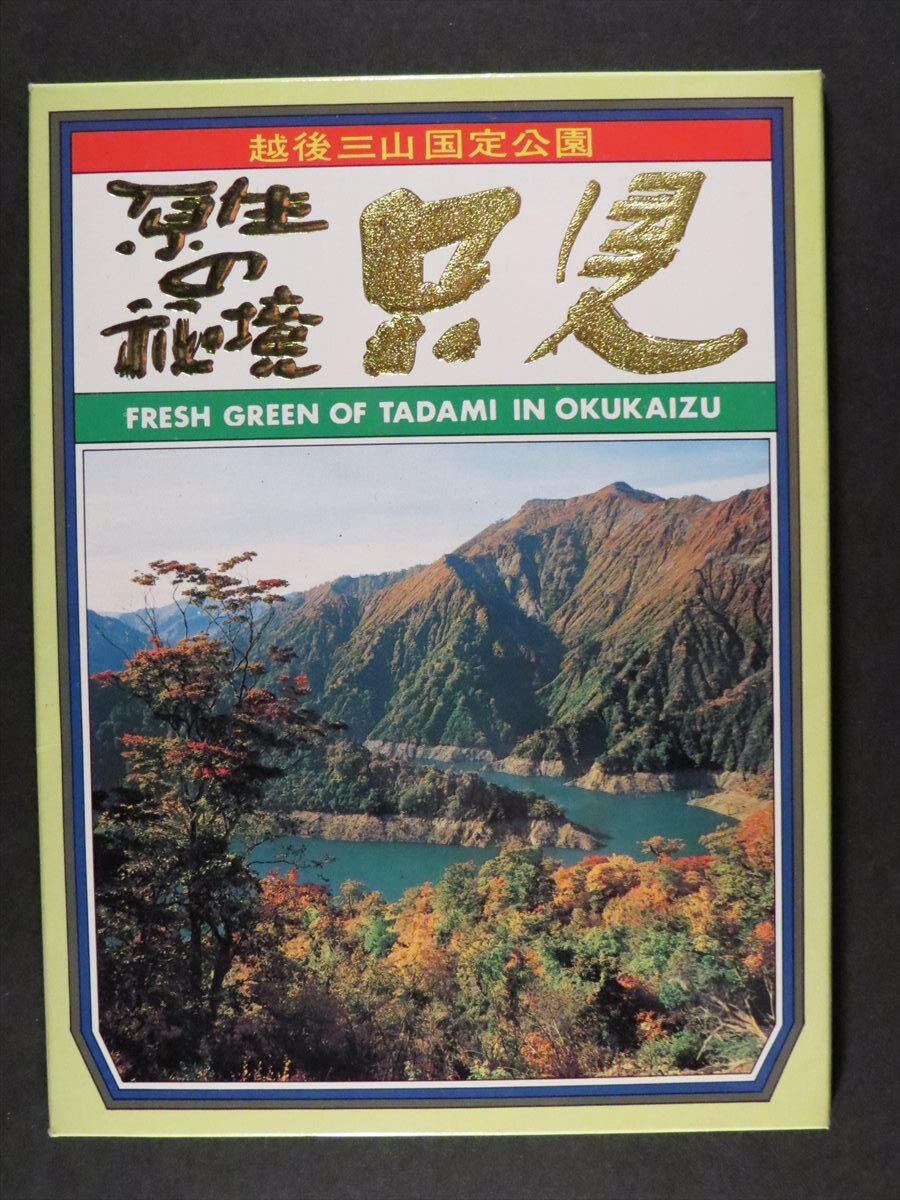 越後三山国定公園
原生
の
秘境
只見
FRESH GREEN OF TADAMI IN OKUKAIZU